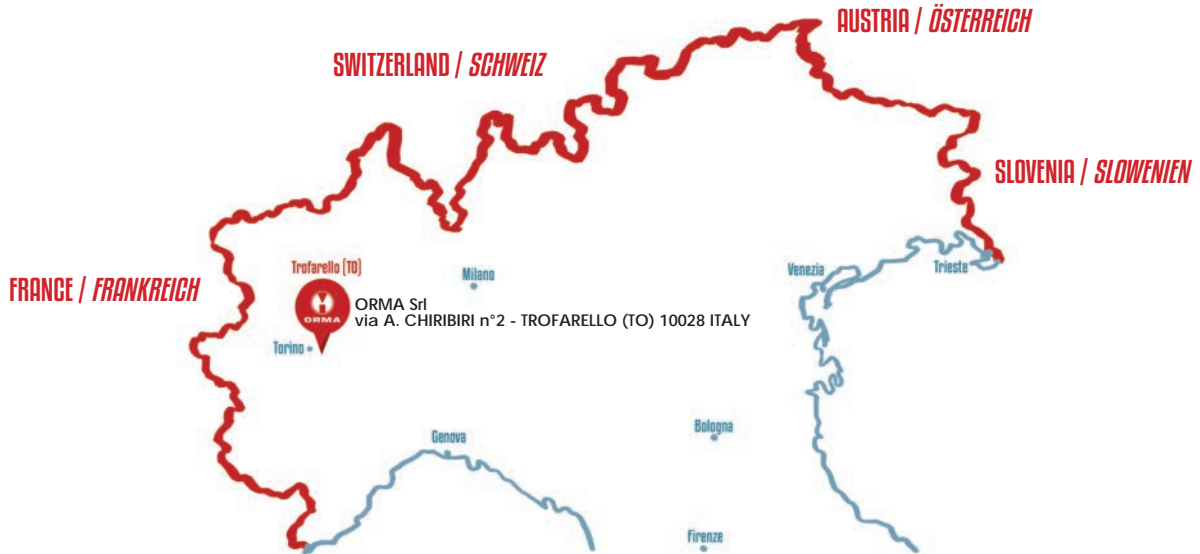 AUSTRIA / ÖSTERREICH
SWITZERLAND / SCHWEIZ
SLOVENIA / SLOWENIEN
FRANCE / FRANKREICH
Trofarello (TO)
Milano
Venezia
Trieste
ORMA
ORMA Srl
via A. CHIRIBIRI n°2 - TROFARELLO (TO) 10028 ITALY
Torino
Genova
Bologna
Firenze